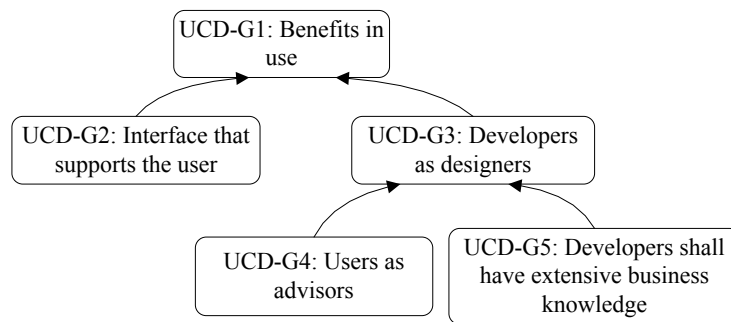 UCD-G1: Benefits in
use
UCD-G2: Interface that
supports the user
UCD-G3: Developers
as designers
UCD-G4: Users as
advisors
UCD-G5: Developers shall
have extensive business
knowledge